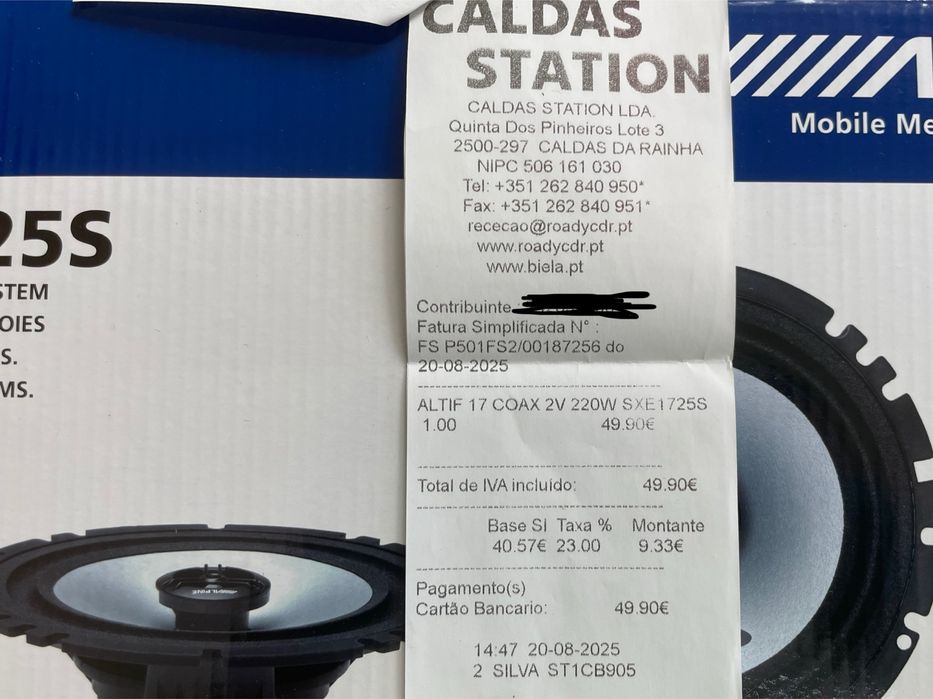 CALDAS
STATION
CALDAS STATION LDA.
Quinta Dos Pinheiros Lote 3
2500-297 CALDAS DA RAINHA
NIPC 506 161 030
Tel: +351 262 840 950*
Fax: +351 262 840 951*
rececao@roadycdr.pt
www.roadycdr.pt
www.biela.pt
Contribuinte
Fatura Simplificada N° :
FS P501FS2/00187256 do
20-08-2025
ALTIF 17 COAX 2V 220W SXE1725S
1.00 49.90€
Total de IVA incluido: 49.90€
Base SI Taxa % Montante
40.57€ 23.00 9.33€
Pagamento(s)
Cartão Bancario: 49.90€
14:47 20-08-2025
2 SILVA ST1CB905
25S
STEM
OIES
S.
MS.
ALPINE
Mobile Me